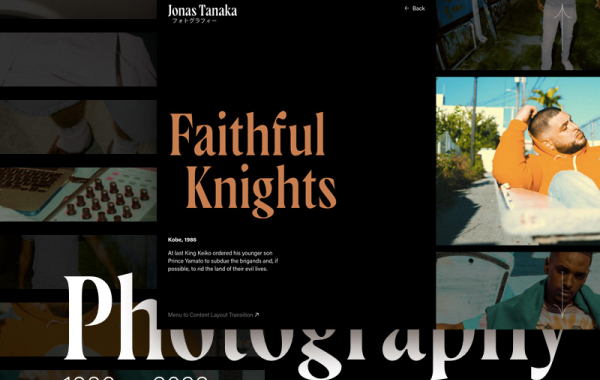 Jonas Tanaka
フォトグラフィー
← Back
Faithful
Knights
Kobe, 1986
At last King Keiko ordered his younger son
Prince Yamato to subdue the brigands and, if
possible, to rid the land of their evil lives.
Menu to Content Layout Transition ↗
Photography